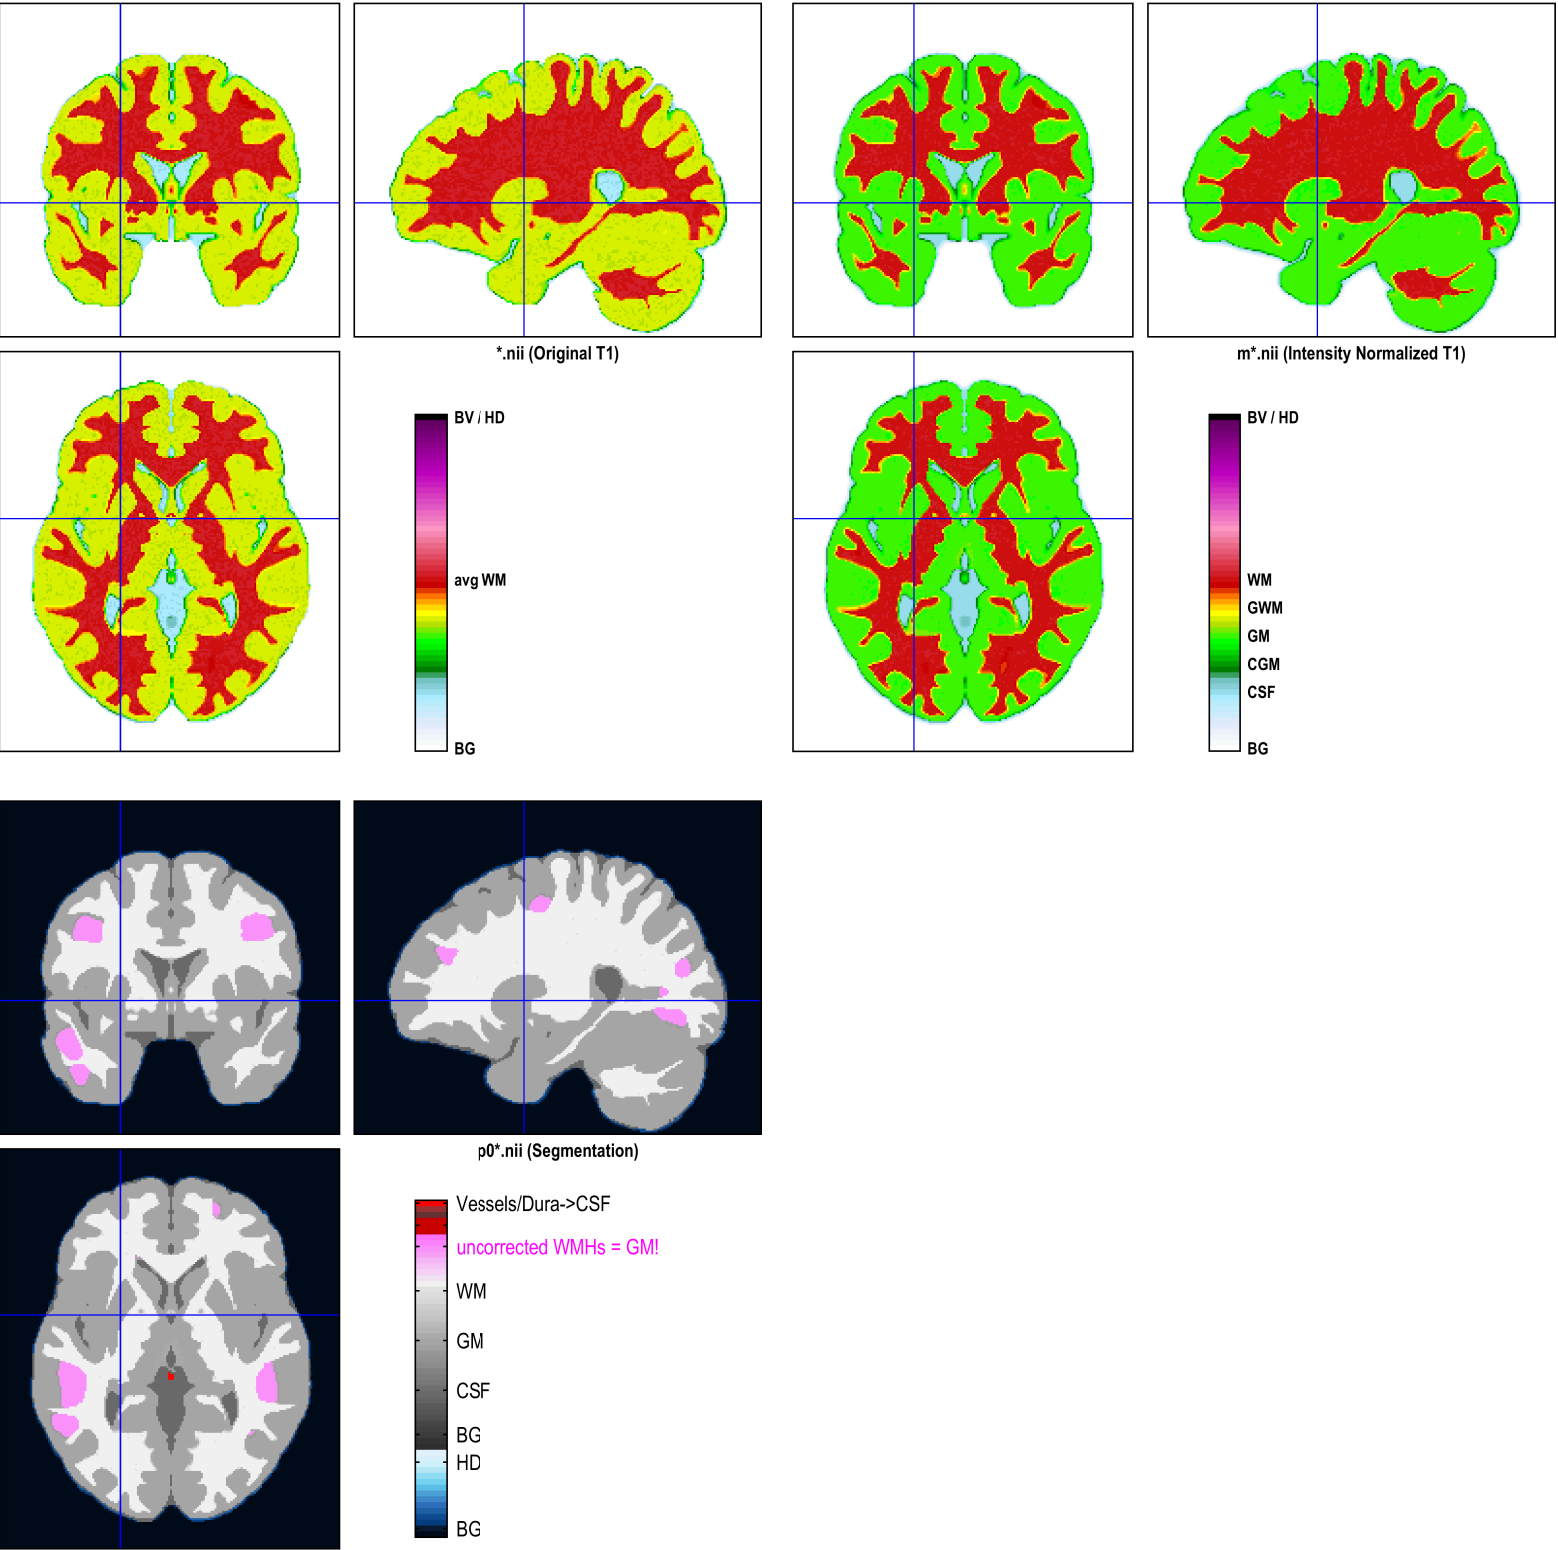 *.nii (Original T1)
BV / HD
avg WM
BG
m*.nii (Intensity Normalized T1)
BV / HD
WM
GWM
GM
CGM
CSF
BG
p0*.nii (Segmentation)
Vessels/Dura->CSF
uncorrected WMHs = GM!
WM
GM
CSF
BG
HD
BG